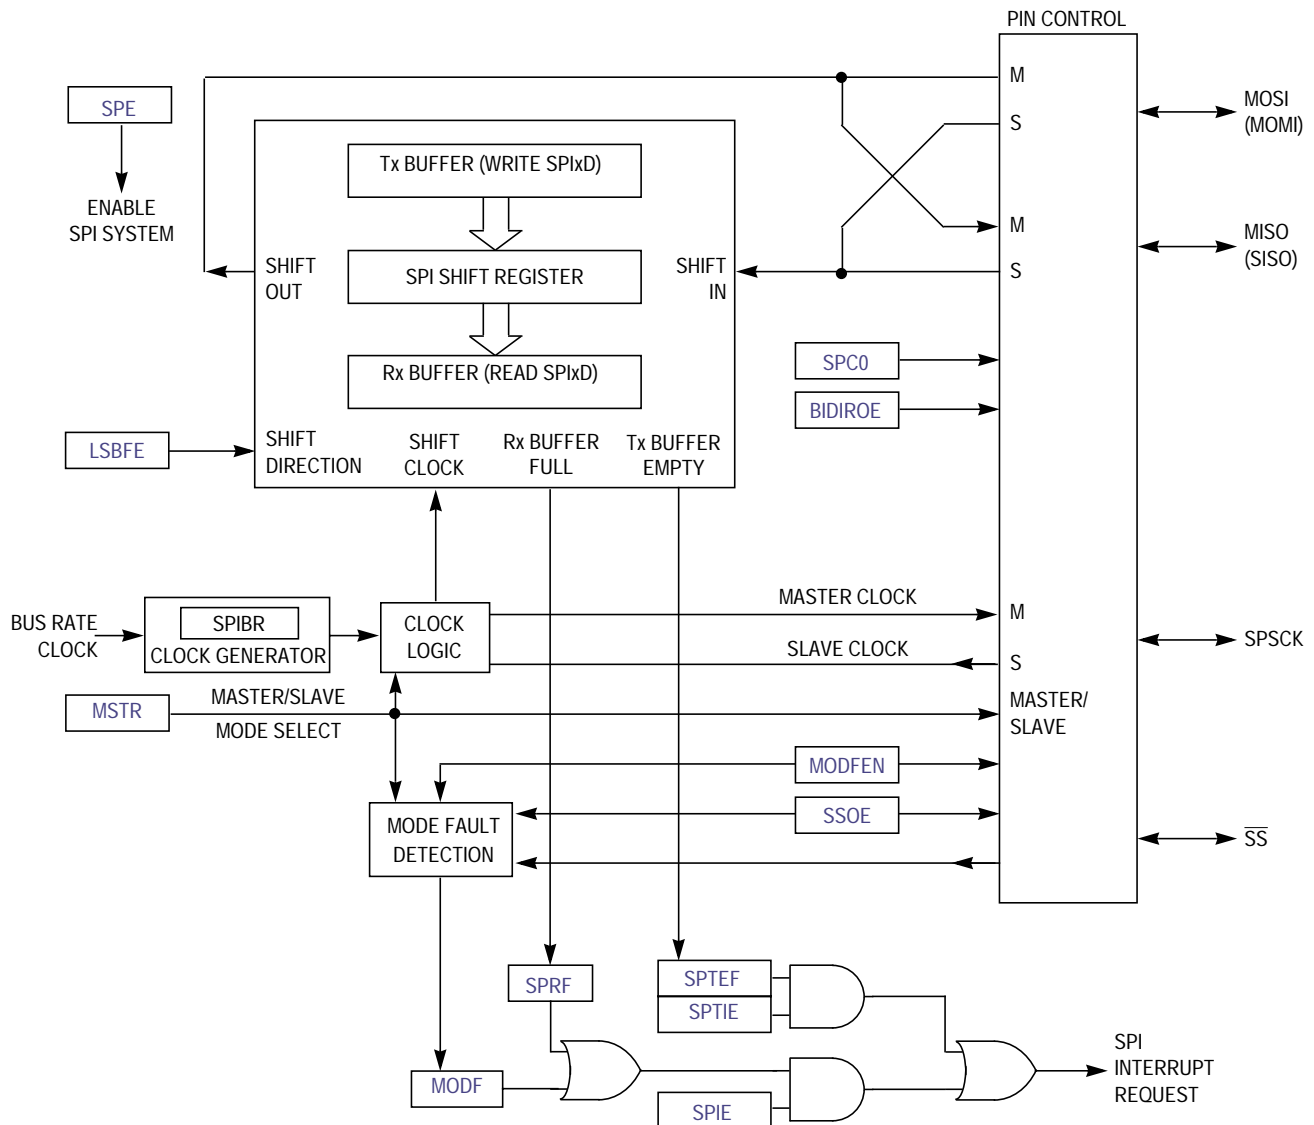 PIN CONTROL
M
SPE
MOSI
(MOMI)
S
Tx BUFFER (WRITE SPIxD)
ENABLE
SPI SYSTEM
M
MISO
(SISO)
SHIFT
OUT
SPI SHIFT REGISTER
SHIFT
IN
S
SPC0
Rx BUFFER (READ SPIxD)
BIDIROE
LSBFE
SHIFT
DIRECTION
SHIFT
CLOCK
Rx BUFFER
FULL
Tx BUFFER
EMPTY
MASTER CLOCK
M
BUS RATE
CLOCK
SPIBR
CLOCK GENERATOR
CLOCK
LOGIC
SLAVE CLOCK
S
SPSCK
MSTR
MASTER/SLAVE
MODE SELECT
MASTER/
SLAVE
MODFEN
SSOE
MODE FAULT
DETECTION
SS
SPRF
SPTEF
SPTIE
MODF
SPIE
SPI
INTERRUPT
REQUEST